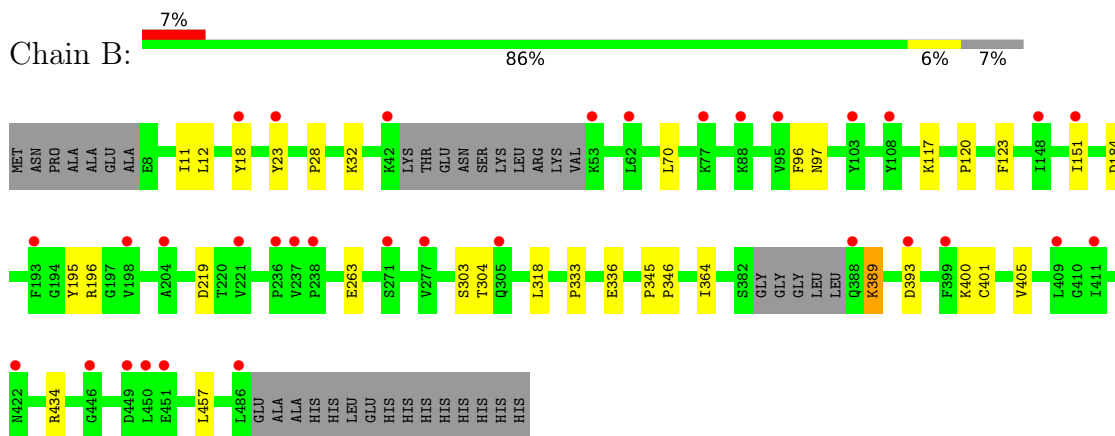 7%
Chain B:
86% 6% 7%
MET ASN PRO ALA ALA GLU ALA E8 I11 L12 Y18 Y23 P28 K32 K42 LYS THR GLU ASN SER LYS LEU ARG LYS VAL K53 L62 L70 K77 K88 V95 F96 N97 Y103 Y108 K117 P120 F123 I148 I151 D184
F193 G194 Y195 R196 G197 V198 A204 D219 T220 V221 P236 V237 P238 E263 S271 V277 S303 T304 Q305 L318 P333 E336 P345 P346 I364 S382 GLY GLY GLY LEU LEU Q388 K389 D393 F399 K400 C401 V405 L409 G410 I411
N422 R434 G446 D449 L450 E451 L457 L486 GLU ALA ALA HIS HIS LEU GLU HIS HIS HIS HIS HIS HIS HIS